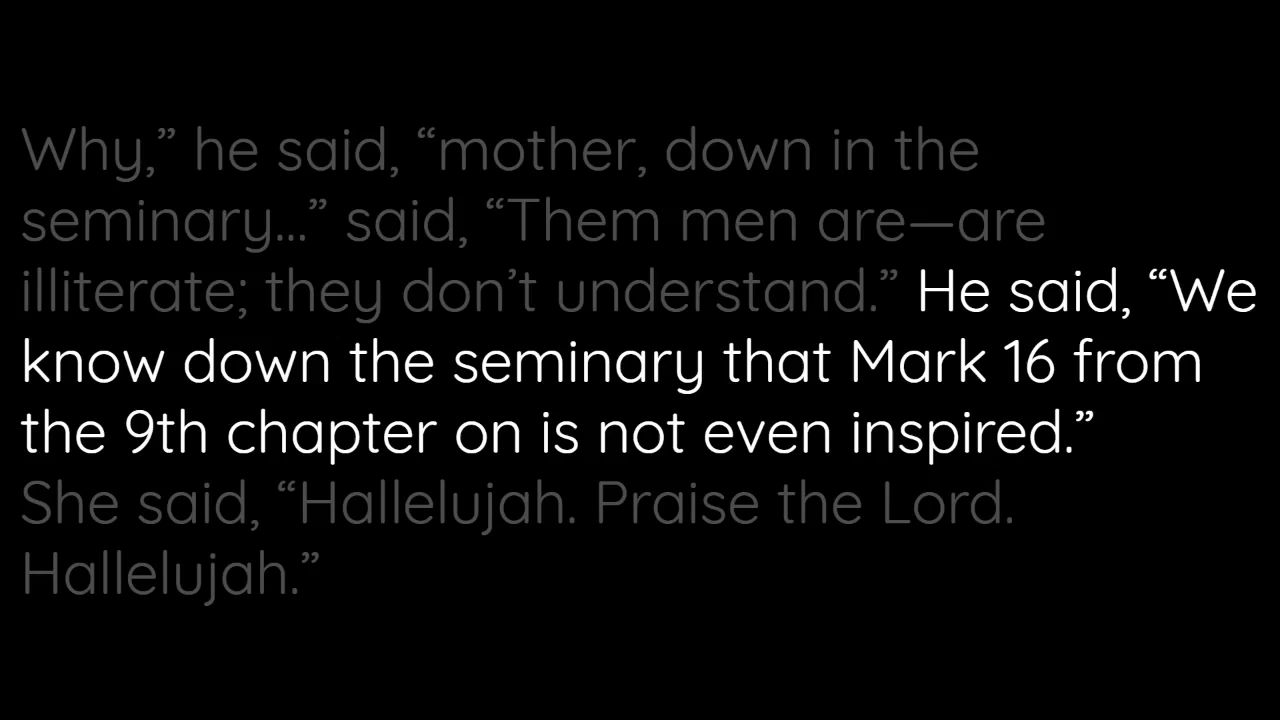 Why,” he said, “mother, down in the
seminary...” said, “Them men are—are
illiterate; they don’t understand.” He said, “We
know down the seminary that Mark 16 from
the 9th chapter on is not even inspired.”
She said, “Hallelujah. Praise the Lord.
Hallelujah.”